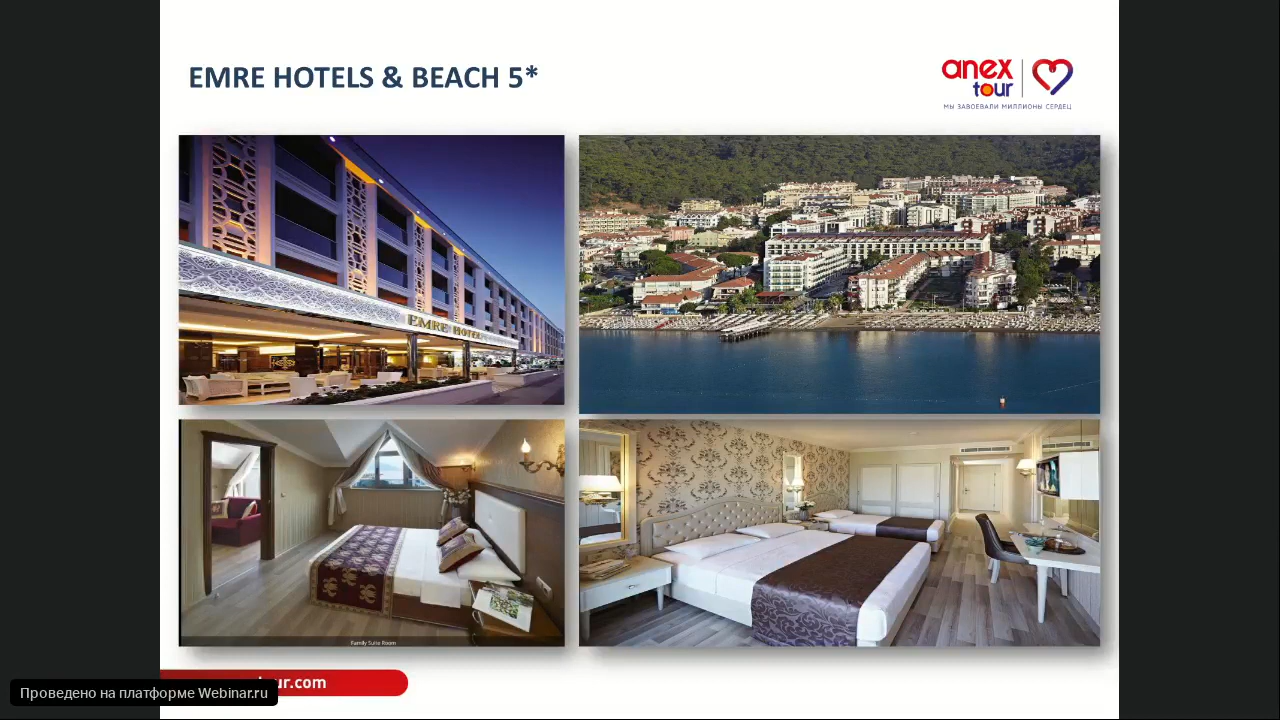 EMRE HOTELS & BEACH 5*
anex
tour
МЫ ЗАВОЕВАЛИ МИЛЛИОНЫ СЕРДЕЦ
EMRE HOTEL
Family Suite Room
ur.com
Проведено на платформе Webinar.ru